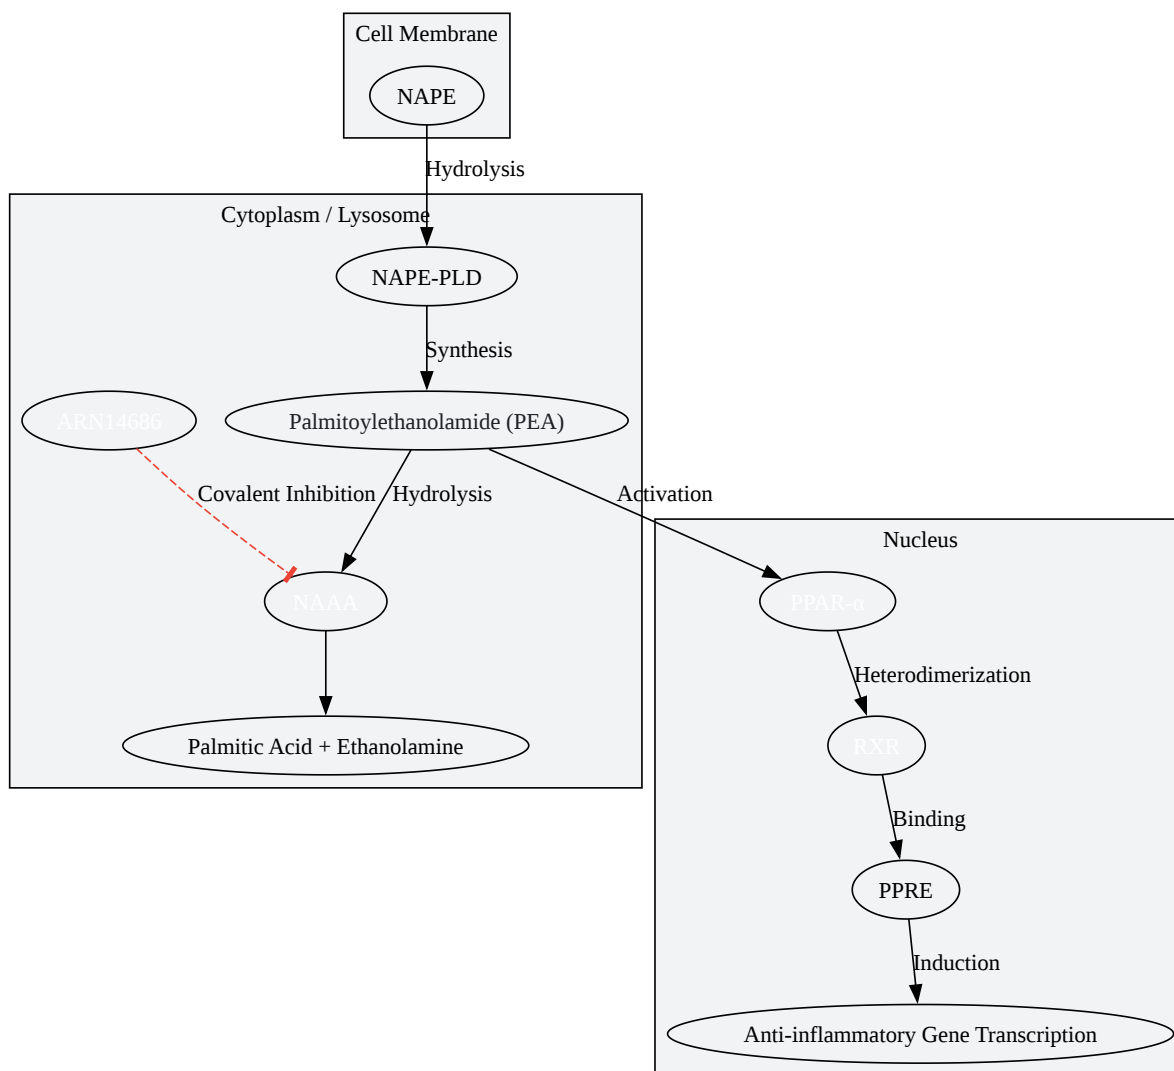 Cell Membrane
NAPE
Hydrolysis
Cytoplasm / Lysosome
NAPE-PLD
Synthesis
ARN14686
Palmitoylethanolamide (PEA)
Covalent Inhibition
Hydrolysis
Activation
Nucleus
NAAA
PPAR-α
Heterodimerization
Palmitic Acid + Ethanolamine
RXR
Binding
PPRE
Induction
Anti-inflammatory Gene Transcription